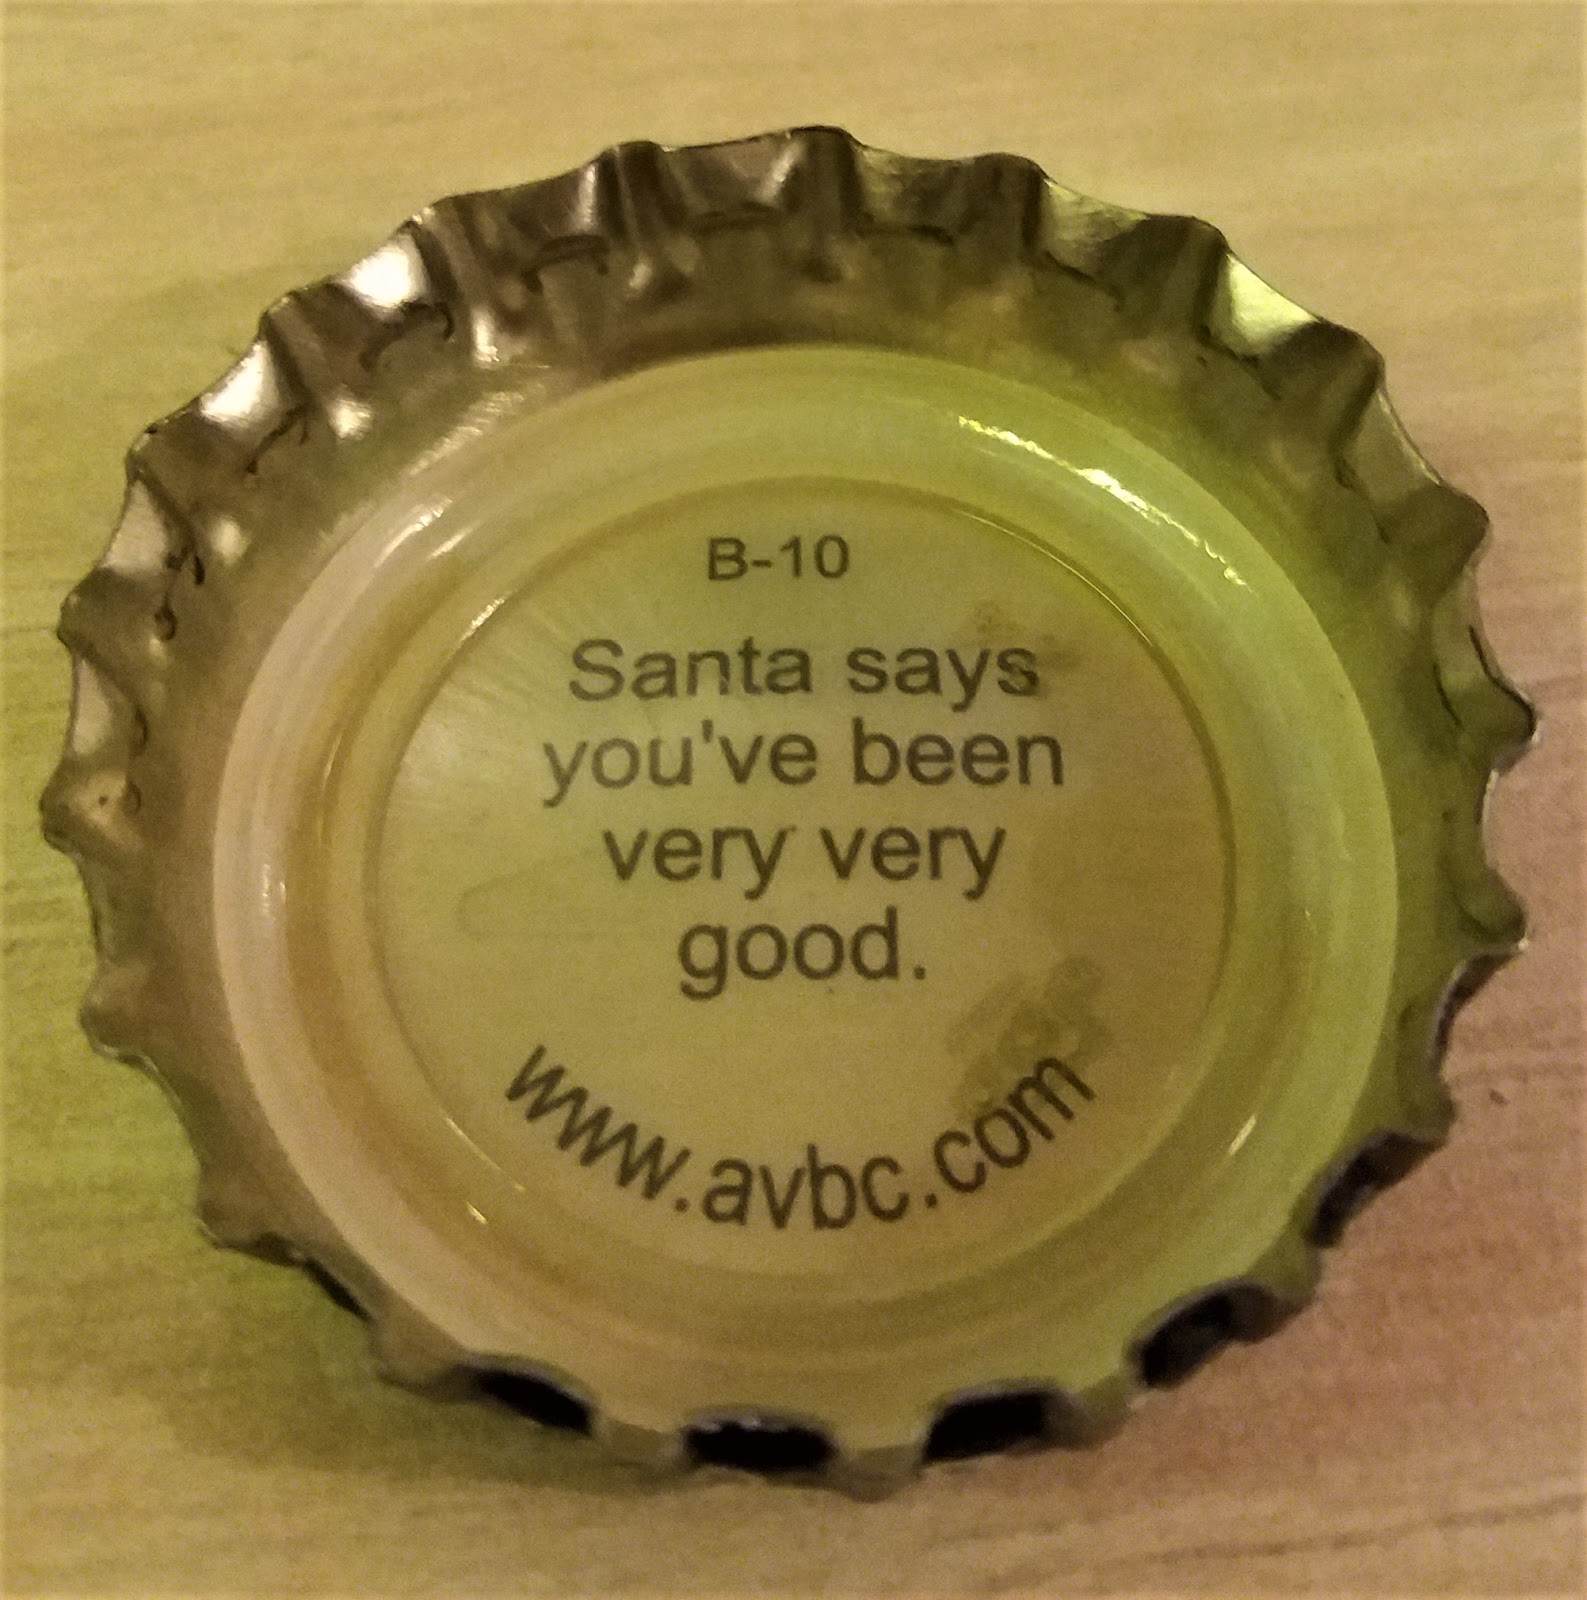 B-10
Santa says
you've been
very very
good.
www.avbc.com